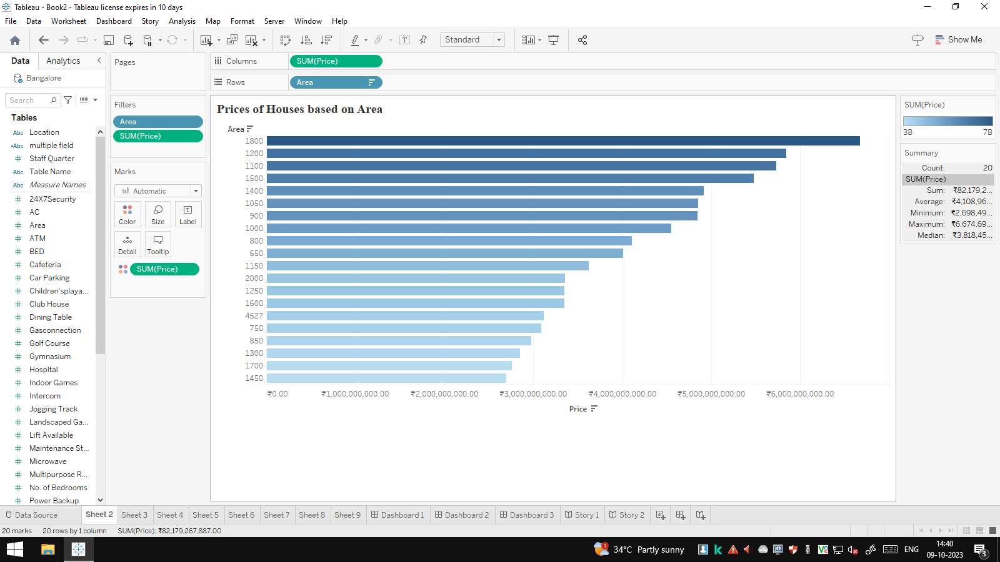 Tableau - Book2 - Tableau license expires in 10 days
File Data Worksheet Dashboard Story Analysis Map Format Server Window Help
Standard
Show Me
Data Analytics
Bangalore
Search
Tables
Abc Location
=Abc multiple field
# Staff Quarter
Abc Table Name
Abc Measure Names
# 24X7Security
# AC
# Area
# ATM
# BED
# Cafeteria
# Car Parking
# Children'splaya...
# Club House
# Dining Table
# Gasconnection
# Golf Course
# Gymnasium
# Hospital
# Indoor Games
# Intercom
# Jogging Track
# Landscaped Ga...
# Lift Available
# Maintenance St...
# Microwave
# Multipurpose R...
# No. of Bedrooms
# Power Backup
Pages
Filters
Area
SUM(Price)
Marks
Automatic
Color Size Label
Detail Tooltip
SUM(Price)
Columns SUM(Price)
Rows Area
Prices of Houses based on Area
Area
1800
1200
1100
1500
1400
1050
900
1000
800
650
1150
2000
1250
1600
4527
750
850
1300
1700
1450
₹0.00 ₹1,000,000,000.00 ₹2,000,000,000.00 ₹3,000,000,000.00 ₹4,000,000,000.00 ₹5,000,000,000.00 ₹6,000,000,000.00
Price
SUM(Price)
3B 7B
Summary
Count: 20
SUM(Price)
Sum: ₹82,179,2...
Average: ₹4,108,96...
Minimum: ₹2,698,49...
Maximum: ₹6,674,69...
Median: ₹3,818,45...
Data Source Sheet 2 Sheet 3 Sheet 4 Sheet 5 Sheet 6 Sheet 7 Sheet 8 Sheet 9 Dashboard 1 Dashboard 2 Dashboard 3 Story 1 Story 2
20 marks 20 rows by 1 column SUM(Price): ₹82,179,267,887.00
1 34°C Partly sunny ENG 14:40
09-10-2023
3